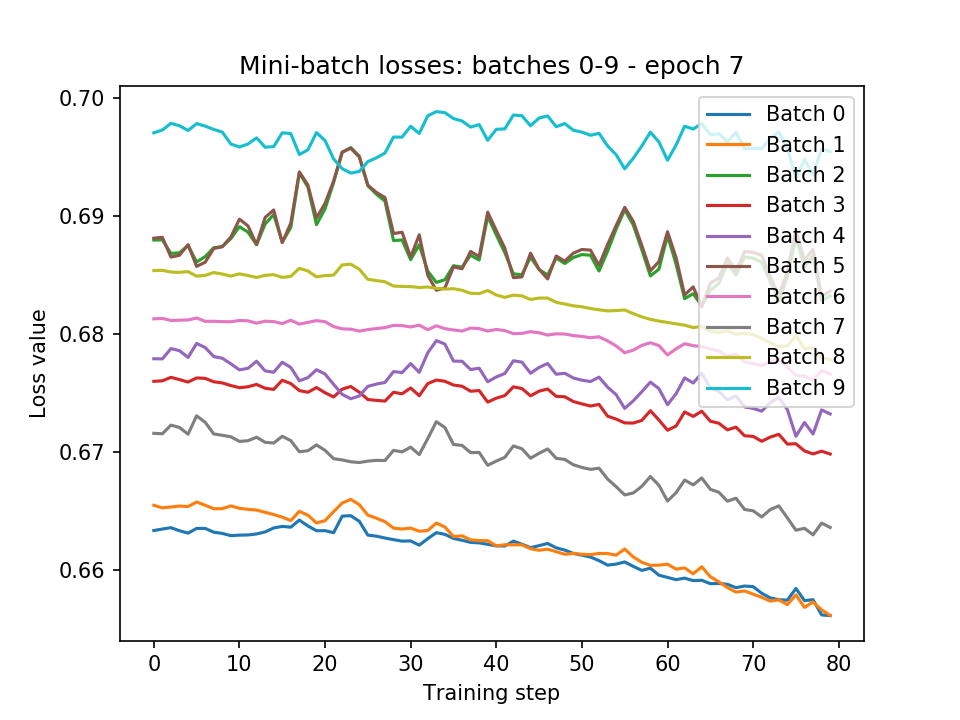 Mini-batch losses: batches 0-9 - epoch 7
0.70
0.69
0.68
0.67
0.66
Loss value
0
10
20
30
40
50
60
70
80
Training step
Batch 0
Batch 1
Batch 2
Batch 3
Batch 4
Batch 5
Batch 6
Batch 7
Batch 8
Batch 9